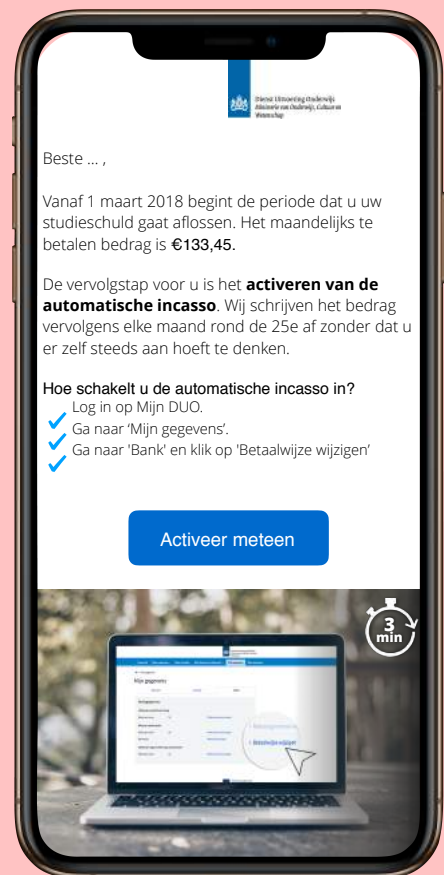 Dienst Uitvoering Onderwijs
Ministerie van Onderwijs, Cultuur en
Wetenschap
Beste ... ,
Vanaf 1 maart 2018 begint de periode dat u uw
studieschuld gaat aflossen. Het maandelijks te
betalen bedrag is €133,45.
De vervolgstap voor u is het activeren van de
automatische incasso. Wij schrijven het bedrag
vervolgens elke maand rond de 25e af zonder dat u
er zelf steeds aan hoeft te denken.
Hoe schakelt u de automatische incasso in?
Log in op Mijn DUO.
Ga naar ‘Mijn gegevens’.
Ga naar 'Bank' en klik op 'Betaalwijze wijzigen’
Activeer meteen
3
min
Mijn gegevens
Betaalwijze wijzigen